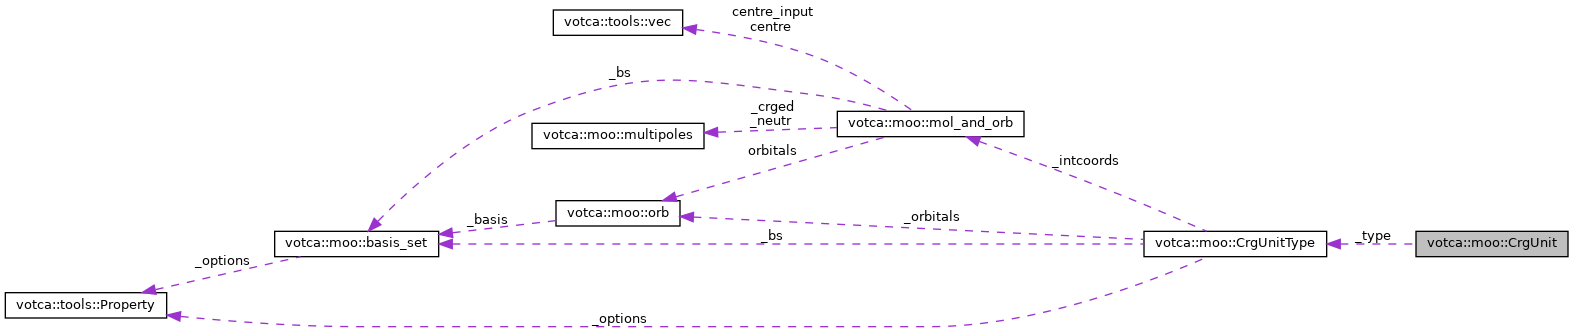 centre_input
centre
votca::tools::vec
_bs
_crged
_neutr
votca::moo::mol_and_orb
votca::moo::multipoles
orbitals
_intcoords
votca::moo::orb
_basis
_orbitals
_bs
_type
votca::moo::basis_set
votca::moo::CrgUnitType
votca::moo::CrgUnit
_options
votca::tools::Property
_options